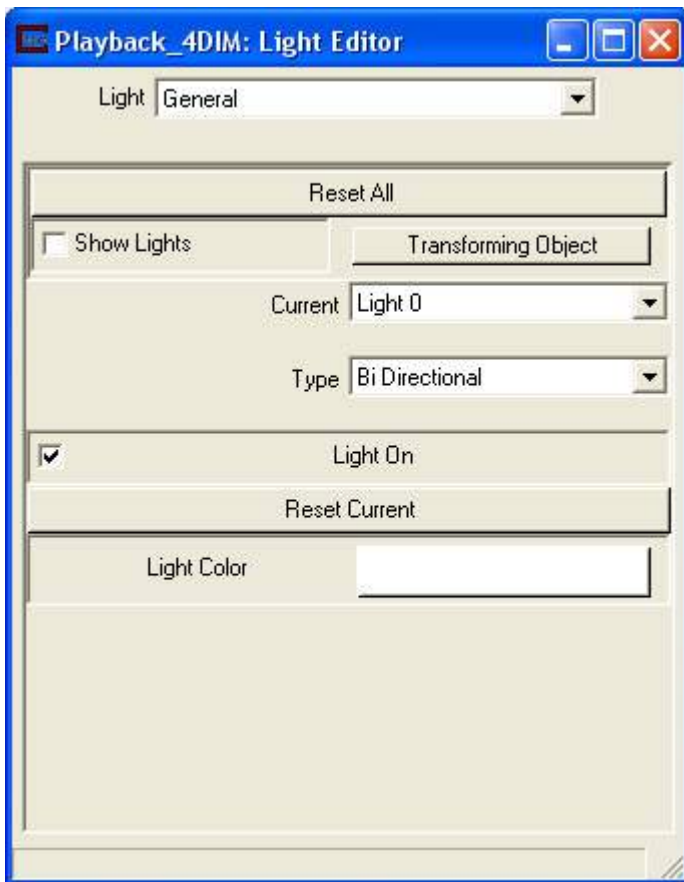 Playback_4DIM: Light Editor
Light General
Reset All
Show Lights Transforming Object
Current Light 0
Type Bi Directional
Light On
Reset Current
Light Color